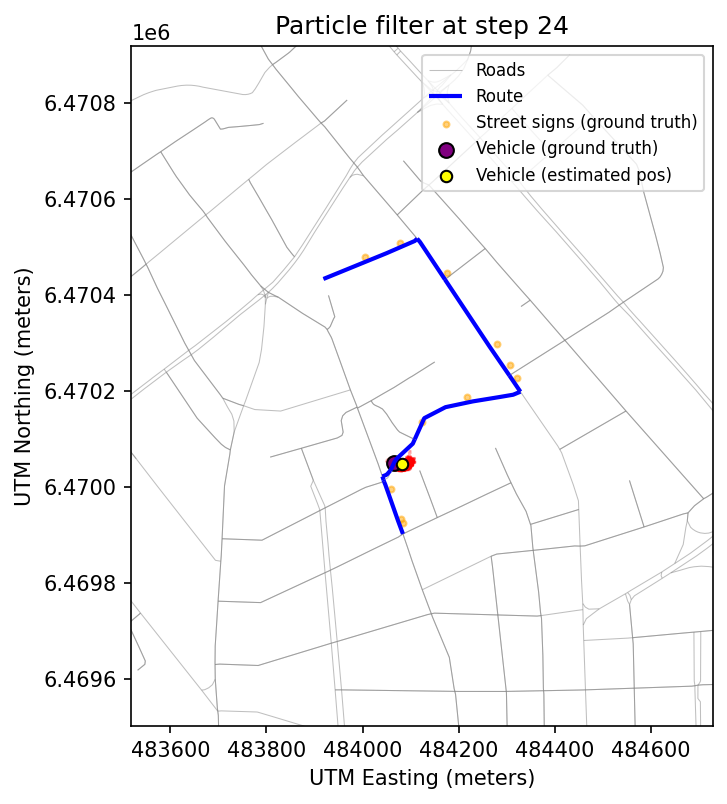 Particle filter at step 24
1e6
Roads
Route
Street signs (ground truth)
Vehicle (ground truth)
Vehicle (estimated pos)
6.4708
6.4706
6.4704
6.4702
6.4700
6.4698
6.4696
UTM Northing (meters)
483600 483800 484000 484200 484400 484600
UTM Easting (meters)